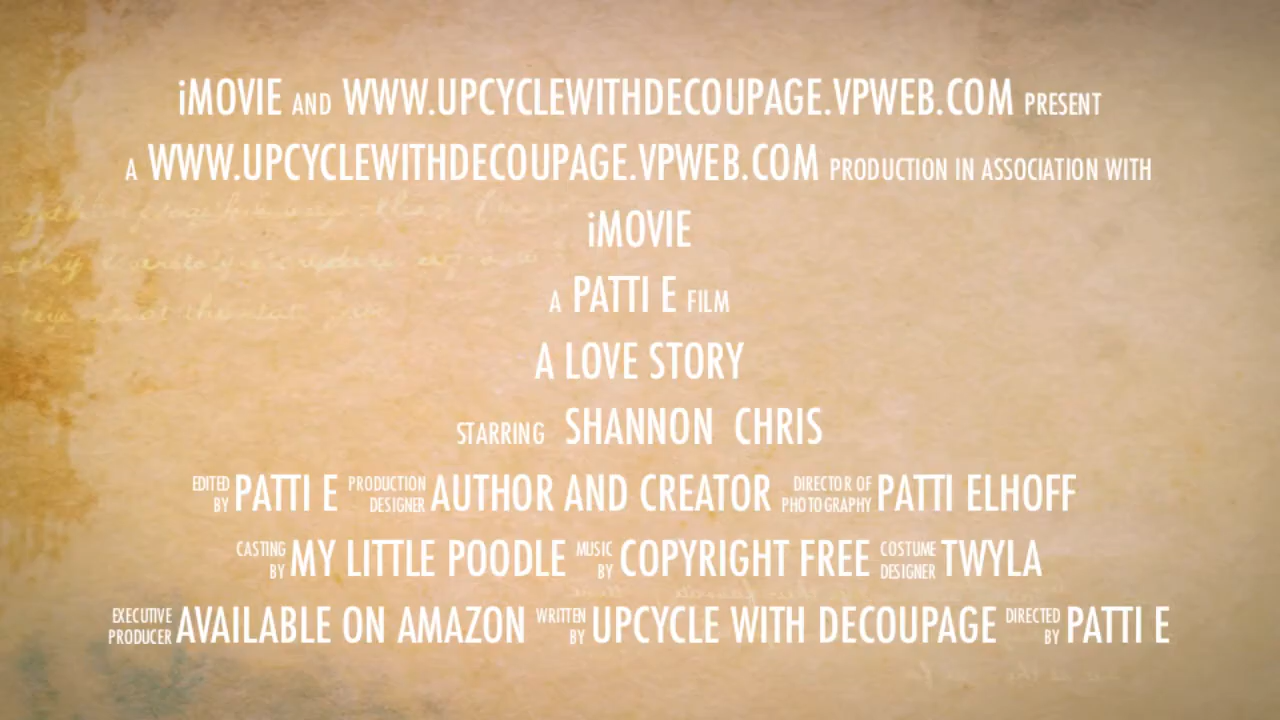 iMOVIE AND WWW.UPCYCLEWITHDECOUPAGE.VPWEB.COM PRESENT
A WWW.UPCYCLEWITHDECOUPAGE.VPWEB.COM PRODUCTION IN ASSOCIATION WITH
iMOVIE
A PATTI E FILM
A LOVE STORY
STARRING SHANNON CHRIS
EDITED BY PATTI E PRODUCTION DESIGNER AUTHOR AND CREATOR DIRECTOR OF PHOTOGRAPHY PATTI ELHOFF
CASTING BY MY LITTLE POODLE MUSIC BY COPYRIGHT FREE COSTUME DESIGNER TWYLA
EXECUTIVE PRODUCER AVAILABLE ON AMAZON WRITTEN BY UPCYCLE WITH DECOUPAGE DIRECTED BY PATTI E